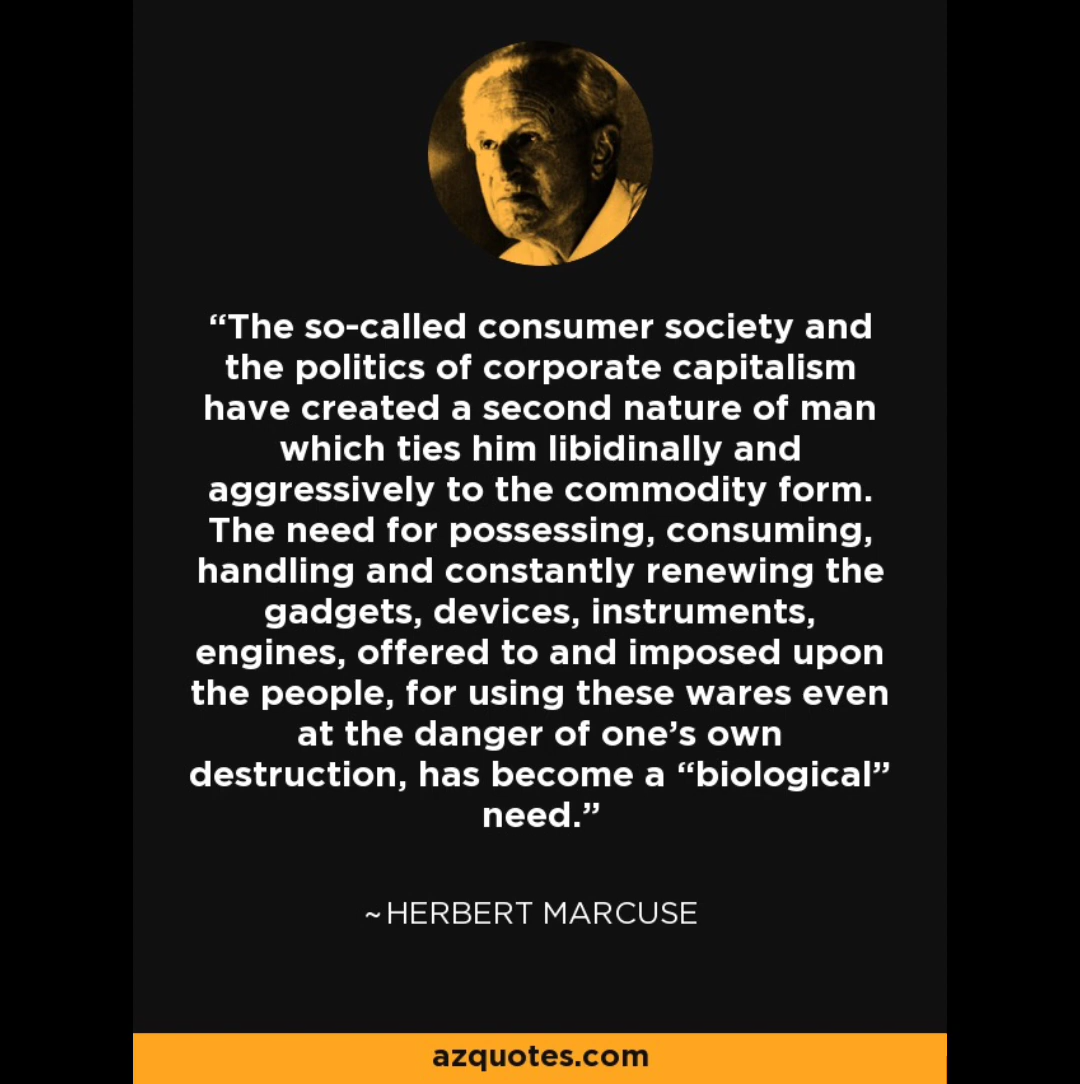 “The so-called consumer society and
the politics of corporate capitalism
have created a second nature of man
which ties him libidinally and
aggressively to the commodity form.
The need for possessing, consuming,
handling and constantly renewing the
gadgets, devices, instruments,
engines, offered to and imposed upon
the people, for using these wares even
at the danger of one’s own
destruction, has become a “biological”
need.”
~HERBERT MARCUSE
azquotes.com